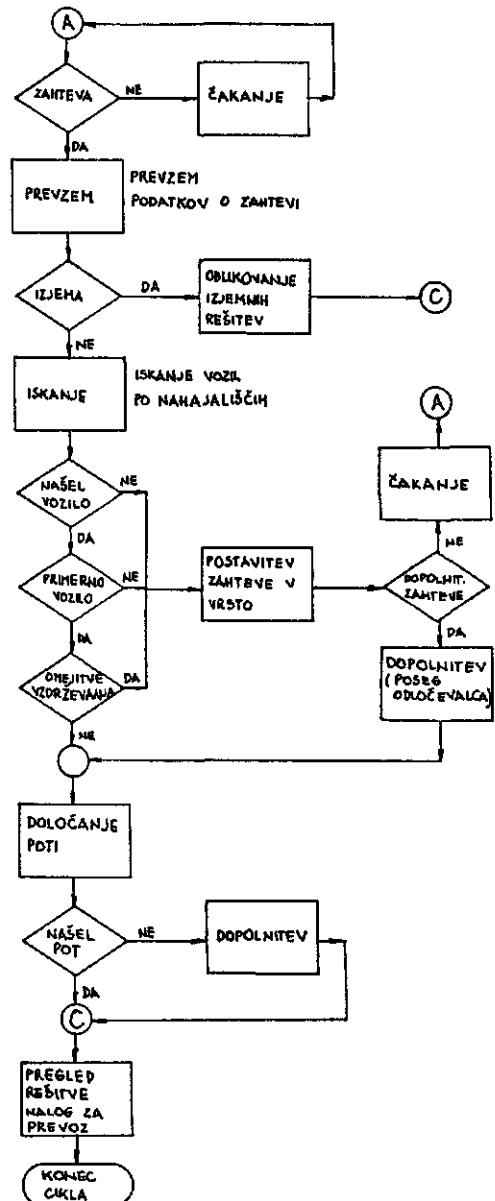 A
ZAHTEVA
NE
ČAKANJE
DA
PREVZEM
PREVZEM
PODATKOV O ZAHTEVI
IZJEMA
DA
OBLIKOVANJE
IZJEMNIH
REŠITEV
C
NE
ISKANJE
ISKANJE VOZIL
PO NAHAJALIŠČIH
A
ČAKANJE
NAŠEL
VOZILO
NE
DA
PRIMERNO
VOZILO
NE
POSTAVITEV
ZAHTEVE V
VRSTO
NE
DOPOLNIT.
ZAHTEVE
DA
DA
OMEJITVE
VZDRŽEVANJA
DA
DOPOLNITEV
(POSEG
ODLOČEVALCA)
NE
DOLOČANJE
POTI
NAŠEL
POT
NE
DOPOLNITEV
DA
C
PREGLED
REŠITVE
NALOG ZA
PREVOZ
KONEC
CIKLA